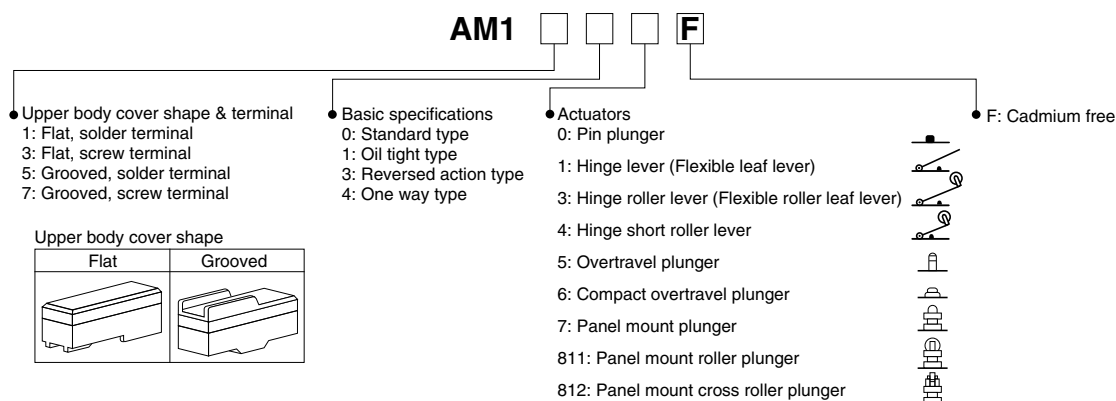 AM1 F
Upper body cover shape & terminal
1: Flat, solder terminal
3: Flat, screw terminal
5: Grooved, solder terminal
7: Grooved, screw terminal
Upper body cover shape
Flat Grooved
Basic specifications
0: Standard type
1: Oil tight type
3: Reversed action type
4: One way type
Actuators
0: Pin plunger
1: Hinge lever (Flexible leaf lever)
3: Hinge roller lever (Flexible roller leaf lever)
4: Hinge short roller lever
5: Overtravel plunger
6: Compact overtravel plunger
7: Panel mount plunger
811: Panel mount roller plunger
812: Panel mount cross roller plunger
F: Cadmium free